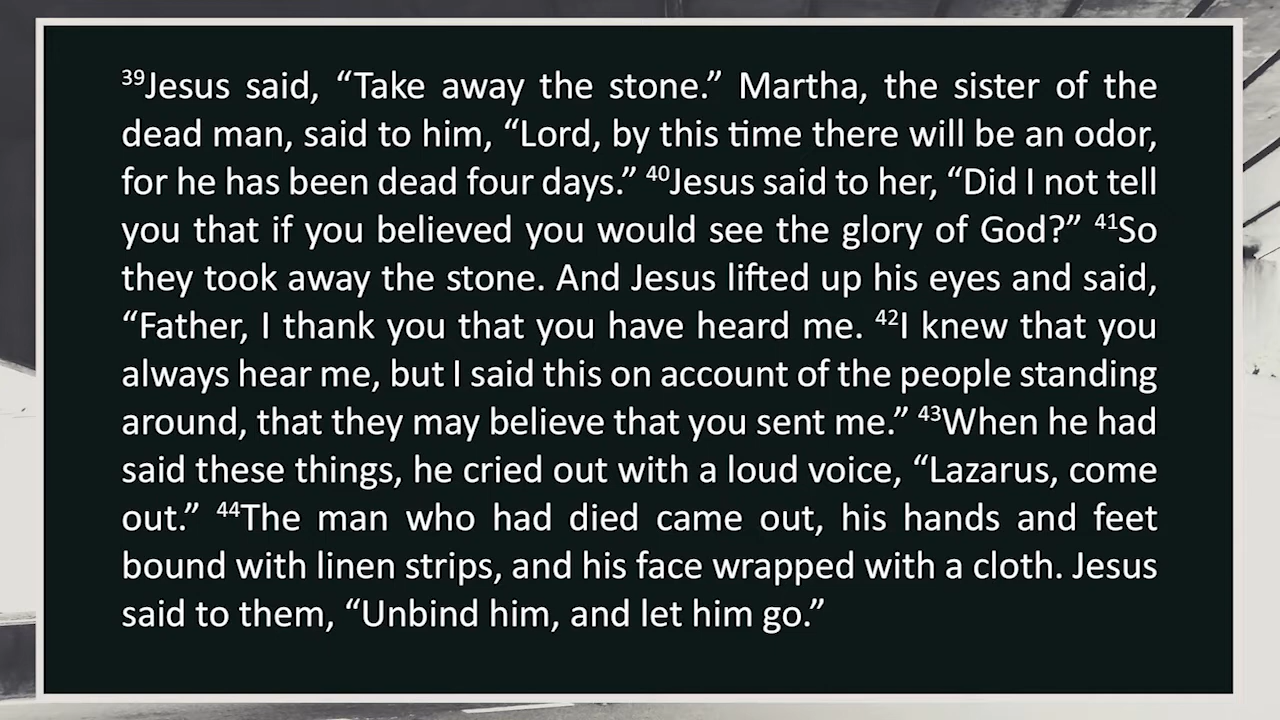 ³⁹Jesus said, “Take away the stone.” Martha, the sister of the
dead man, said to him, “Lord, by this time there will be an odor,
for he has been dead four days.” ⁴⁰Jesus said to her, “Did I not tell
you that if you believed you would see the glory of God?” ⁴¹So
they took away the stone. And Jesus lifted up his eyes and said,
“Father, I thank you that you have heard me. ⁴²I knew that you
always hear me, but I said this on account of the people standing
around, that they may believe that you sent me.” ⁴³When he had
said these things, he cried out with a loud voice, “Lazarus, come
out.” ⁴⁴The man who had died came out, his hands and feet
bound with linen strips, and his face wrapped with a cloth. Jesus
said to them, “Unbind him, and let him go.”